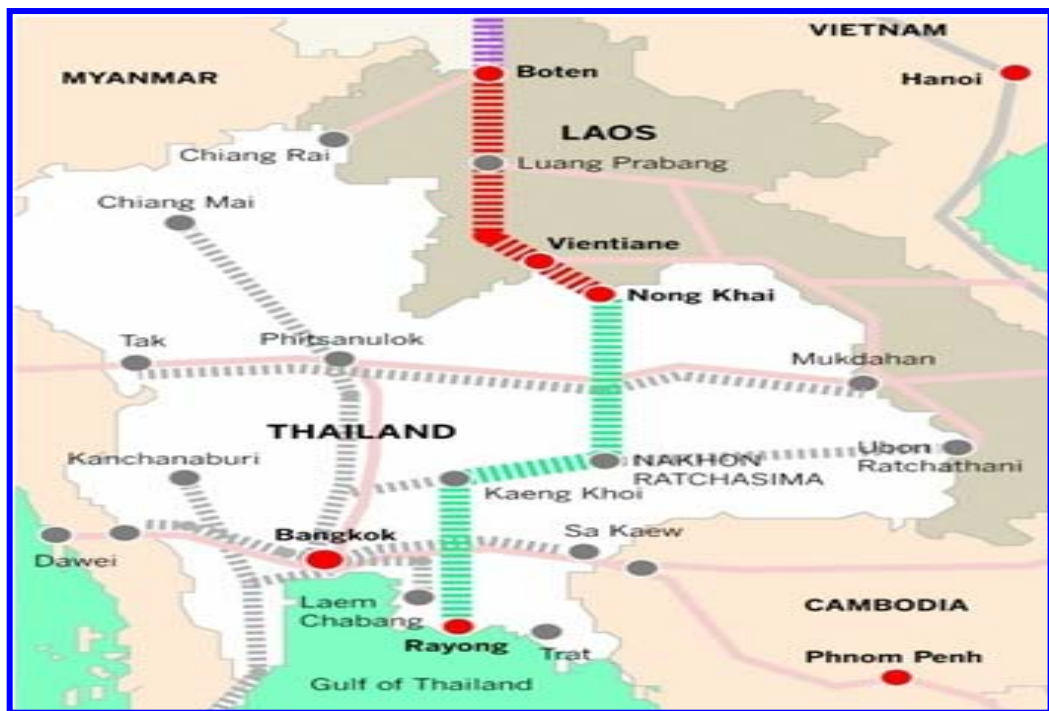 VIETNAM
MYANMAR
Boten
Hanoi
LAOS
Chiang Rai
Luang Prabang
Chiang Mai
Vientiane
Nong Khai
Tak
Phitsanulok
Mukdahan
THAILAND
Kanchanaburi
NAKHON
RATCHASIMA
Ubon
Ratchathani
Kaeng Khoi
Bangkok
Sa Kaew
Dawei
Laem
Chabang
CAMBODIA
Rayong
Trat
Phnom Penh
Gulf of Thailand